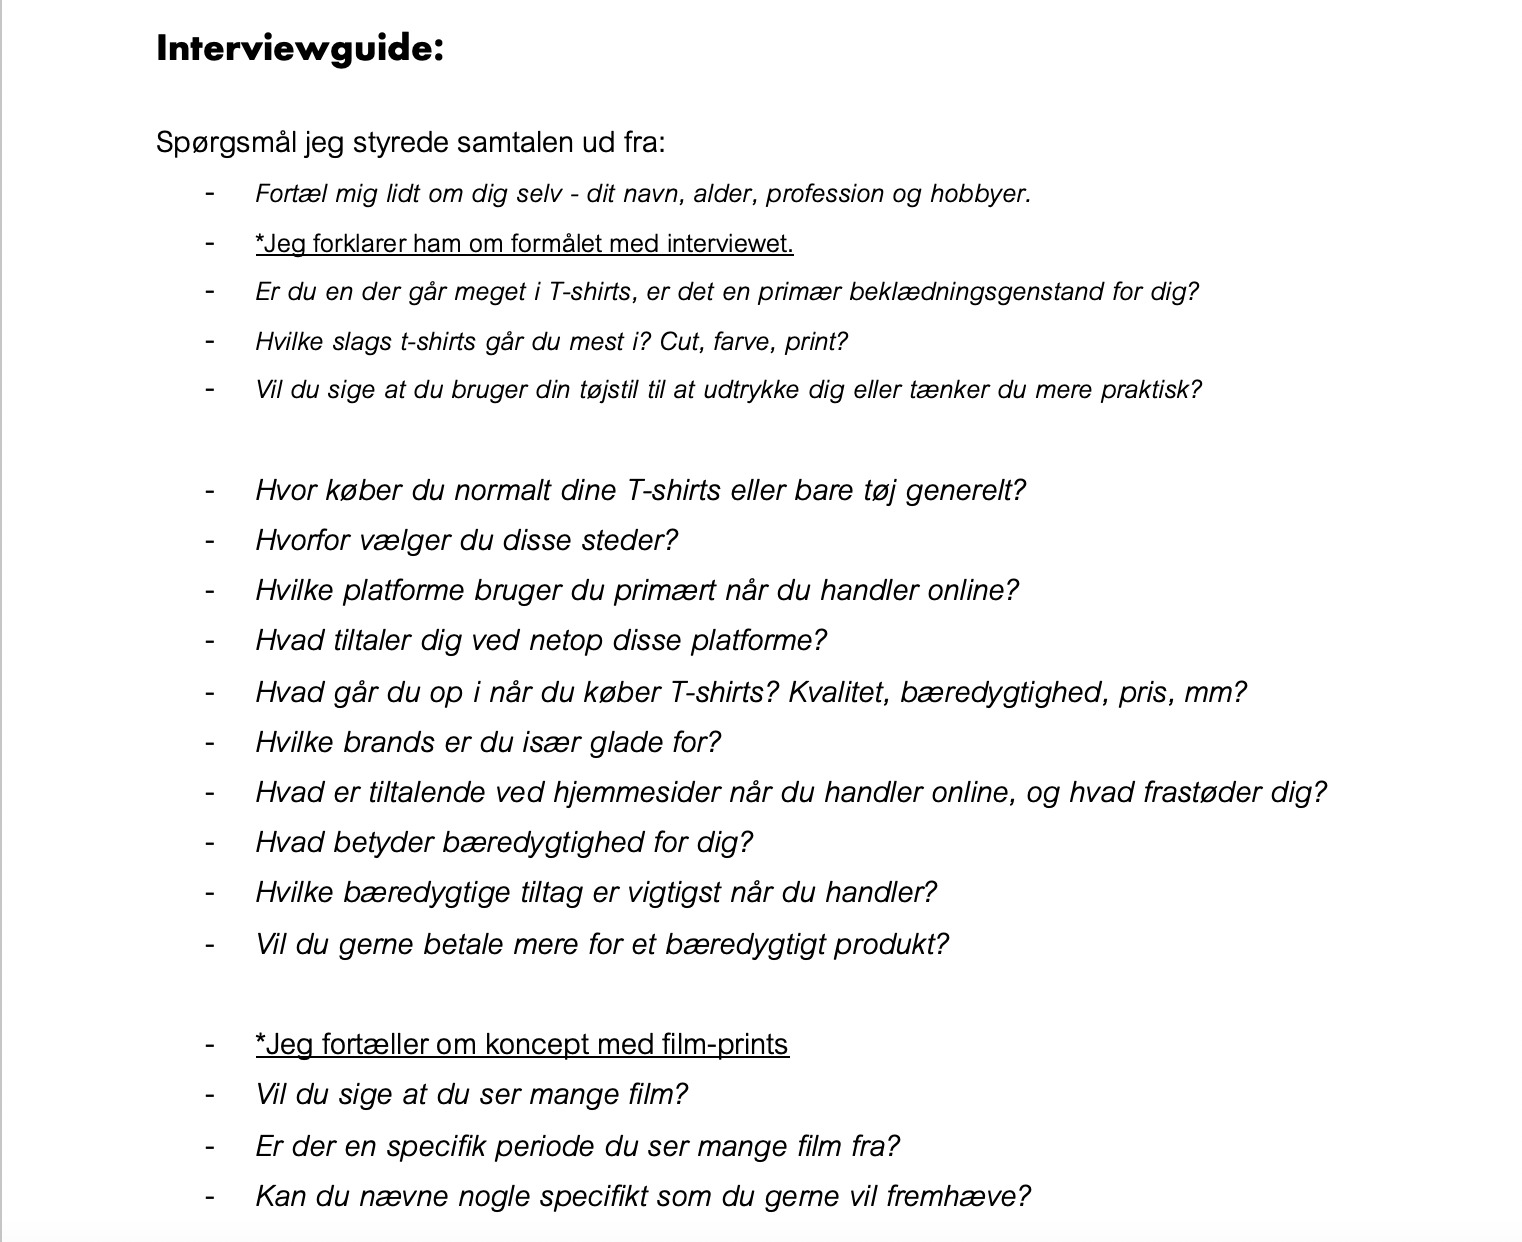 Interviewguide:
Spørgsmål jeg styrede samtalen ud fra:
- Fortæl mig lidt om dig selv - dit navn, alder, profession og hobbyer.
- *Jeg forklarer ham om formålet med interviewet.
- Er du en der går meget i T-shirts, er det en primær beklædningsgenstand for dig?
- Hvilke slags t-shirts går du mest i? Cut, farve, print?
- Vil du sige at du bruger din tøjstil til at udtrykke dig eller tænker du mere praktisk?
- Hvor køber du normalt dine T-shirts eller bare tøj generelt?
- Hvorfor vælger du disse steder?
- Hvilke platforme bruger du primært når du handler online?
- Hvad tiltaler dig ved netop disse platforme?
- Hvad går du op i når du køber T-shirts? Kvalitet, bæredygtighed, pris, mm?
- Hvilke brands er du især glade for?
- Hvad er tiltalende ved hjemmesider når du handler online, og hvad frastøder dig?
- Hvad betyder bæredygtighed for dig?
- Hvilke bæredygtige tiltag er vigtigst når du handler?
- Vil du gerne betale mere for et bæredygtigt produkt?
- *Jeg fortæller om koncept med film-prints
- Vil du sige at du ser mange film?
- Er der en specifik periode du ser mange film fra?
- Kan du nævne nogle specifikt som du gerne vil fremhæve?